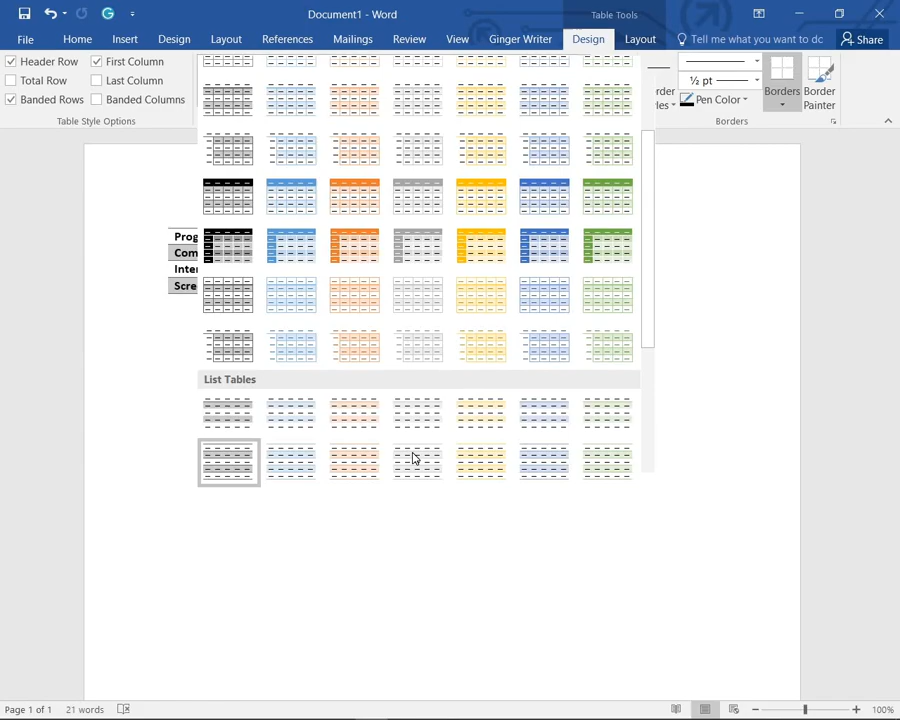 Document1 - Word
Table Tools
File Home Insert Design Layout References Mailings Review View Ginger Writer Design Layout Tell me what you want to dc Share
Header Row First Column
Total Row Last Column
Banded Rows Banded Columns
Table Style Options
½ pt
Pen Color
Borders
Border
Painter
Borders
Prog
Com
Inter
Scre
List Tables
Page 1 of 1 21 words 100%